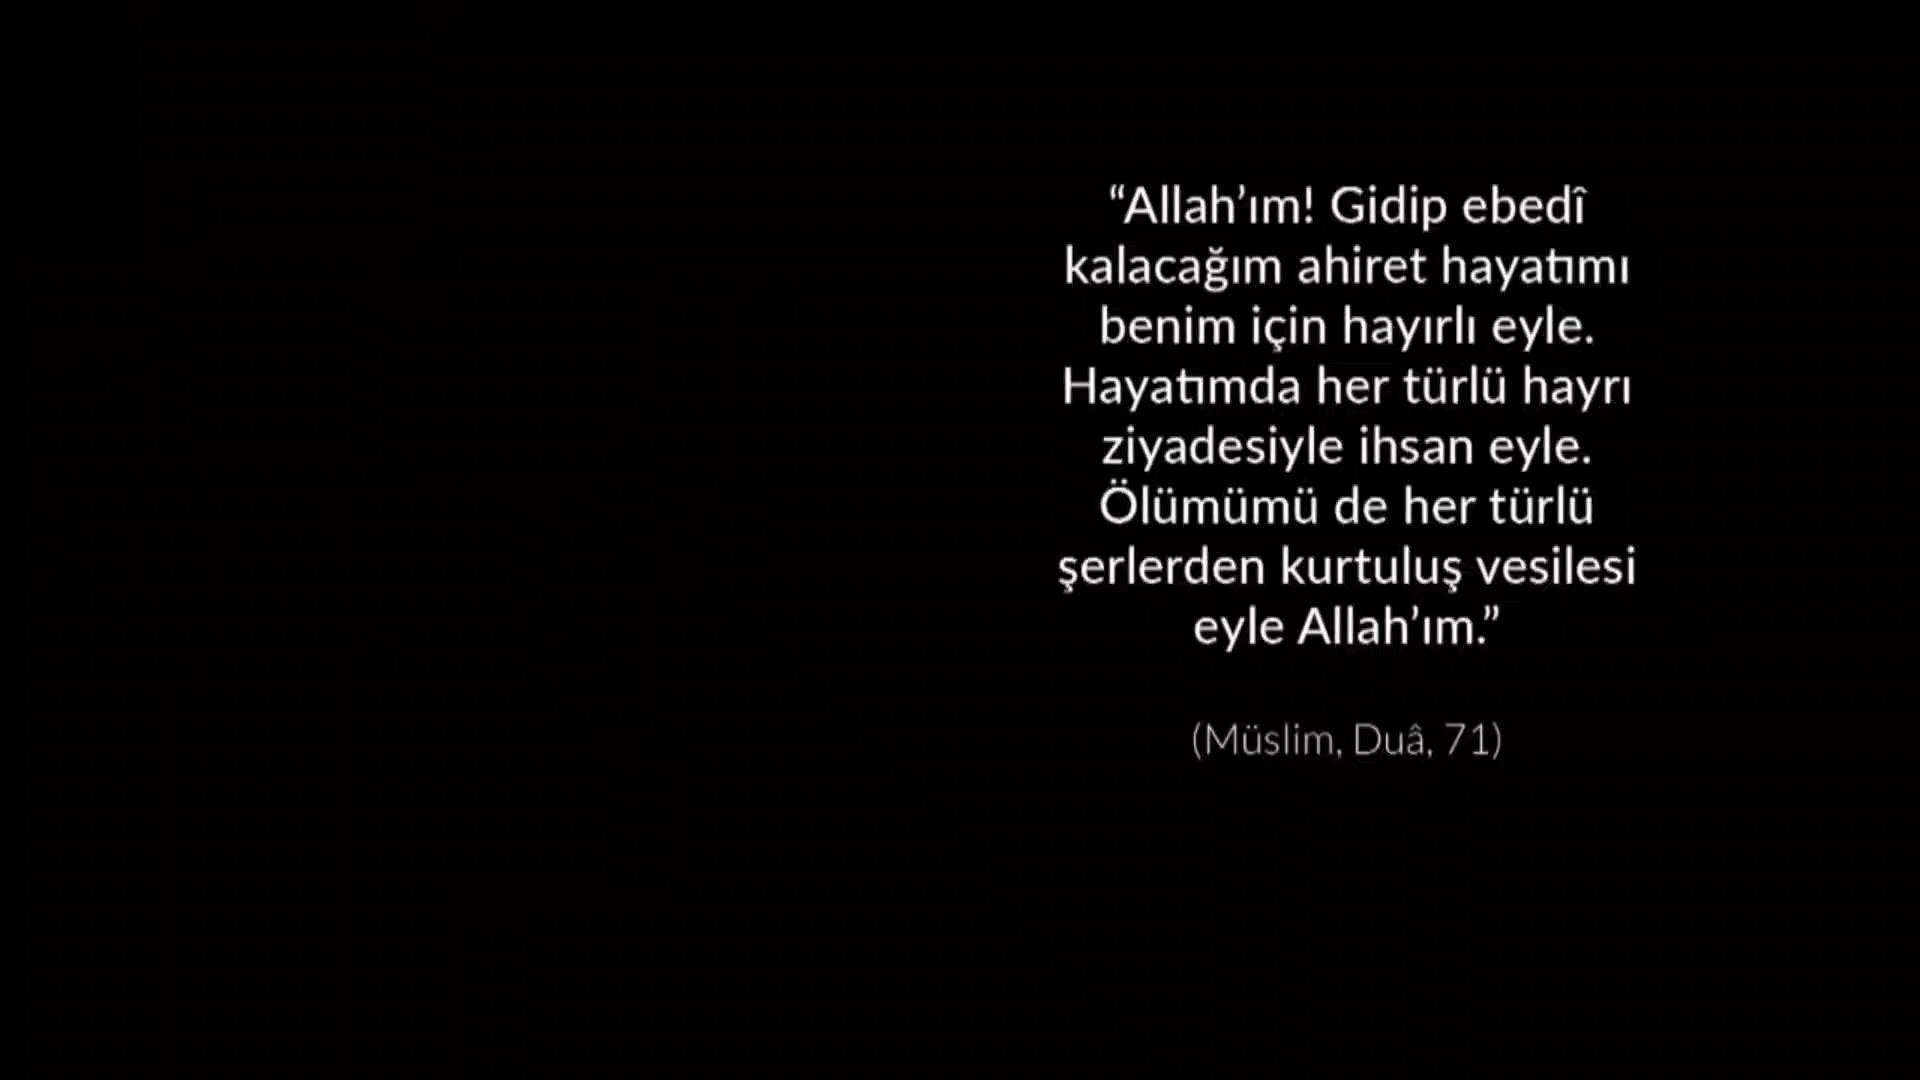 “Allah’ım! Gidip ebedî
kalacağım ahiret hayatımı
benim için hayırlı eyle.
Hayatımda her türlü hayrı
ziyadesiyle ihsan eyle.
Ölümümü de her türlü
şerlerden kurtuluş vesilesi
eyle Allah’ım.”
(Müslim, Duâ, 71)